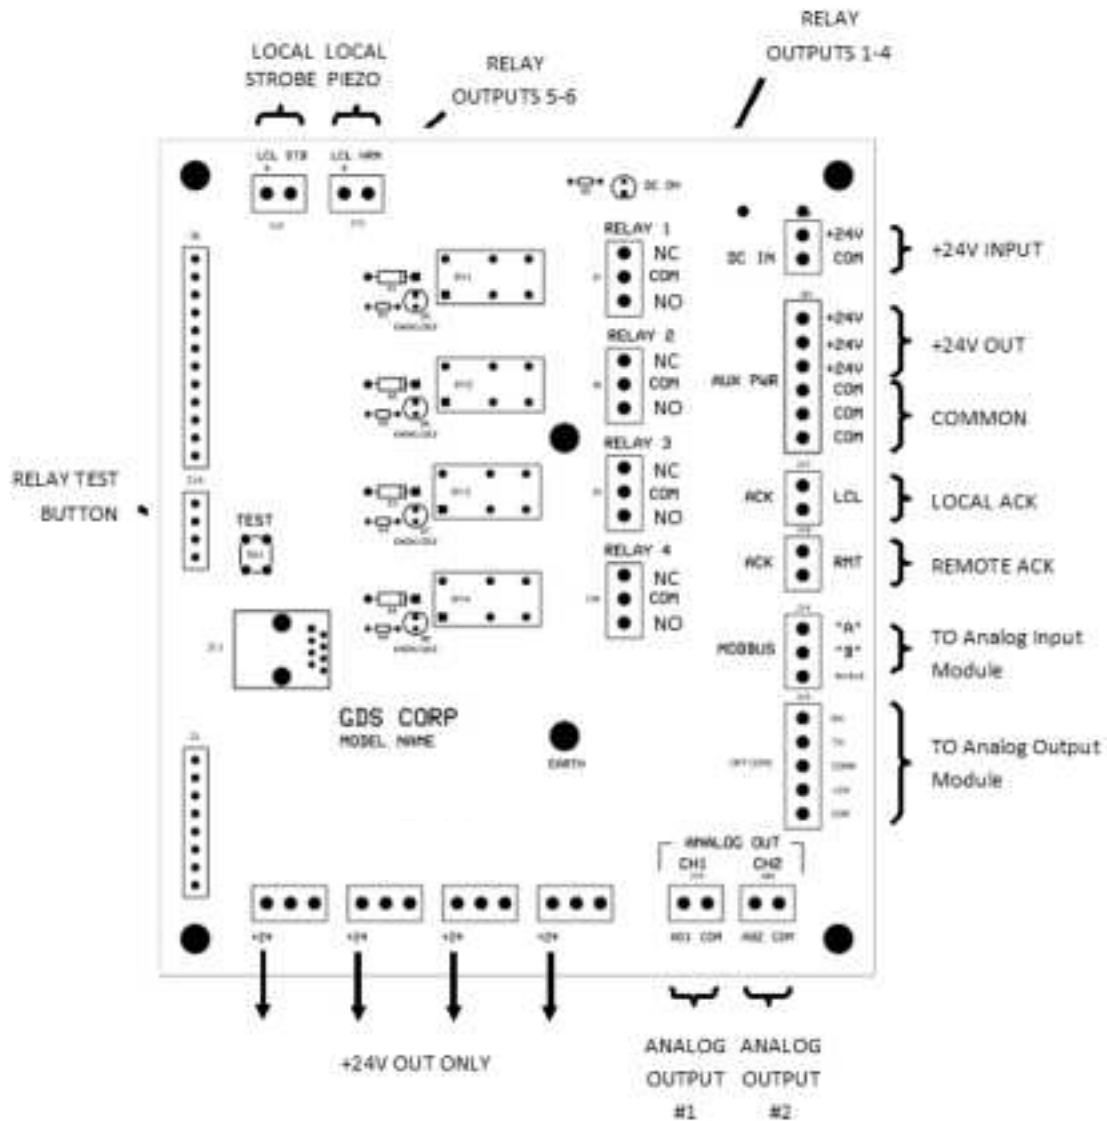 RELAY
OUTPUTS 1-4
LOCAL LOCAL
STROBE PIEZO
RELAY
OUTPUTS 5-6
LCL STB
LCL HRN
+
+
DC ON
RELAY 1
NC
COM
NO
DC IN
+24V
COM
+24V INPUT
RELAY 2
NC
COM
NO
AUX PWR
+24V
+24V
+24V
COM
COM
COM
+24V OUT
COMMON
RELAY 3
NC
COM
NO
ACK
LCL
LOCAL ACK
RELAY TEST
BUTTON
TEST
RELAY 4
NC
COM
NO
ACK
RMT
REMOTE ACK
MODBUS
"A"
"B"
TO Analog Input
Module
GDS CORP
MODEL NAME
EARTH
TO Analog Output
Module
ANALOG OUT
CH1
CH2
+24
+24
+24
+24
AO1 COM
AO2 COM
+24V OUT ONLY
ANALOG
OUTPUT
#1
ANALOG
OUTPUT
#2